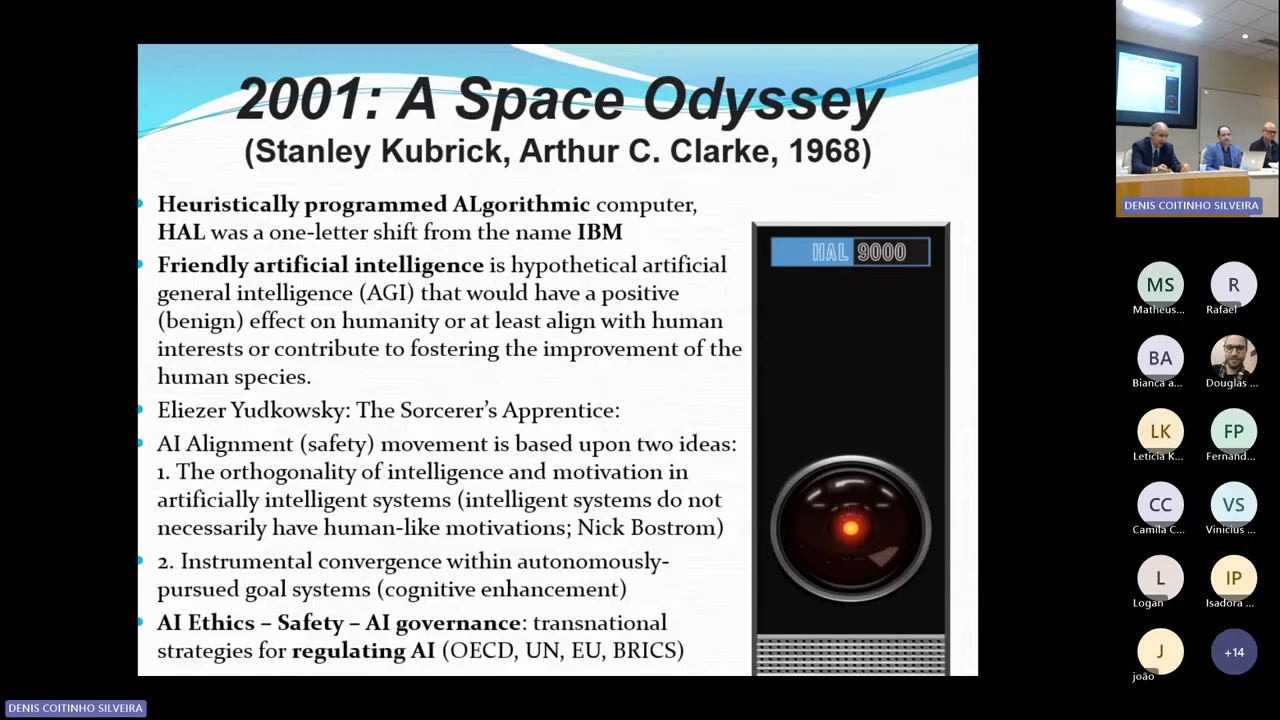 2001: A Space Odyssey
(Stanley Kubrick, Arthur C. Clarke, 1968)
Heuristically programmed ALgorithmic computer,
HAL was a one-letter shift from the name IBM
Friendly artificial intelligence is hypothetical artificial
general intelligence (AGI) that would have a positive
(benign) effect on humanity or at least align with human
interests or contribute to fostering the improvement of the
human species.
Eliezer Yudkowsky: The Sorcerer's Apprentice:
AI Alignment (safety) movement is based upon two ideas:
1. The orthogonality of intelligence and motivation in
artificially intelligent systems (intelligent systems do not
necessarily have human-like motivations; Nick Bostrom)
2. Instrumental convergence within autonomously-
pursued goal systems (cognitive enhancement)
AI Ethics – Safety – AI governance: transnational
strategies for regulating AI (OECD, UN, EU, BRICS)
HAL 9000
DENIS COITINHO SILVEIRA
MS
Matheus...
R
Rafael
BA
Bianca a...
Douglas ...
LK
Leticia K...
FP
Fernand...
CC
Camila C...
VS
Vinicius ...
L
Logan
IP
Isadora ...
J
joão
+14
DENIS COITINHO SILVEIRA